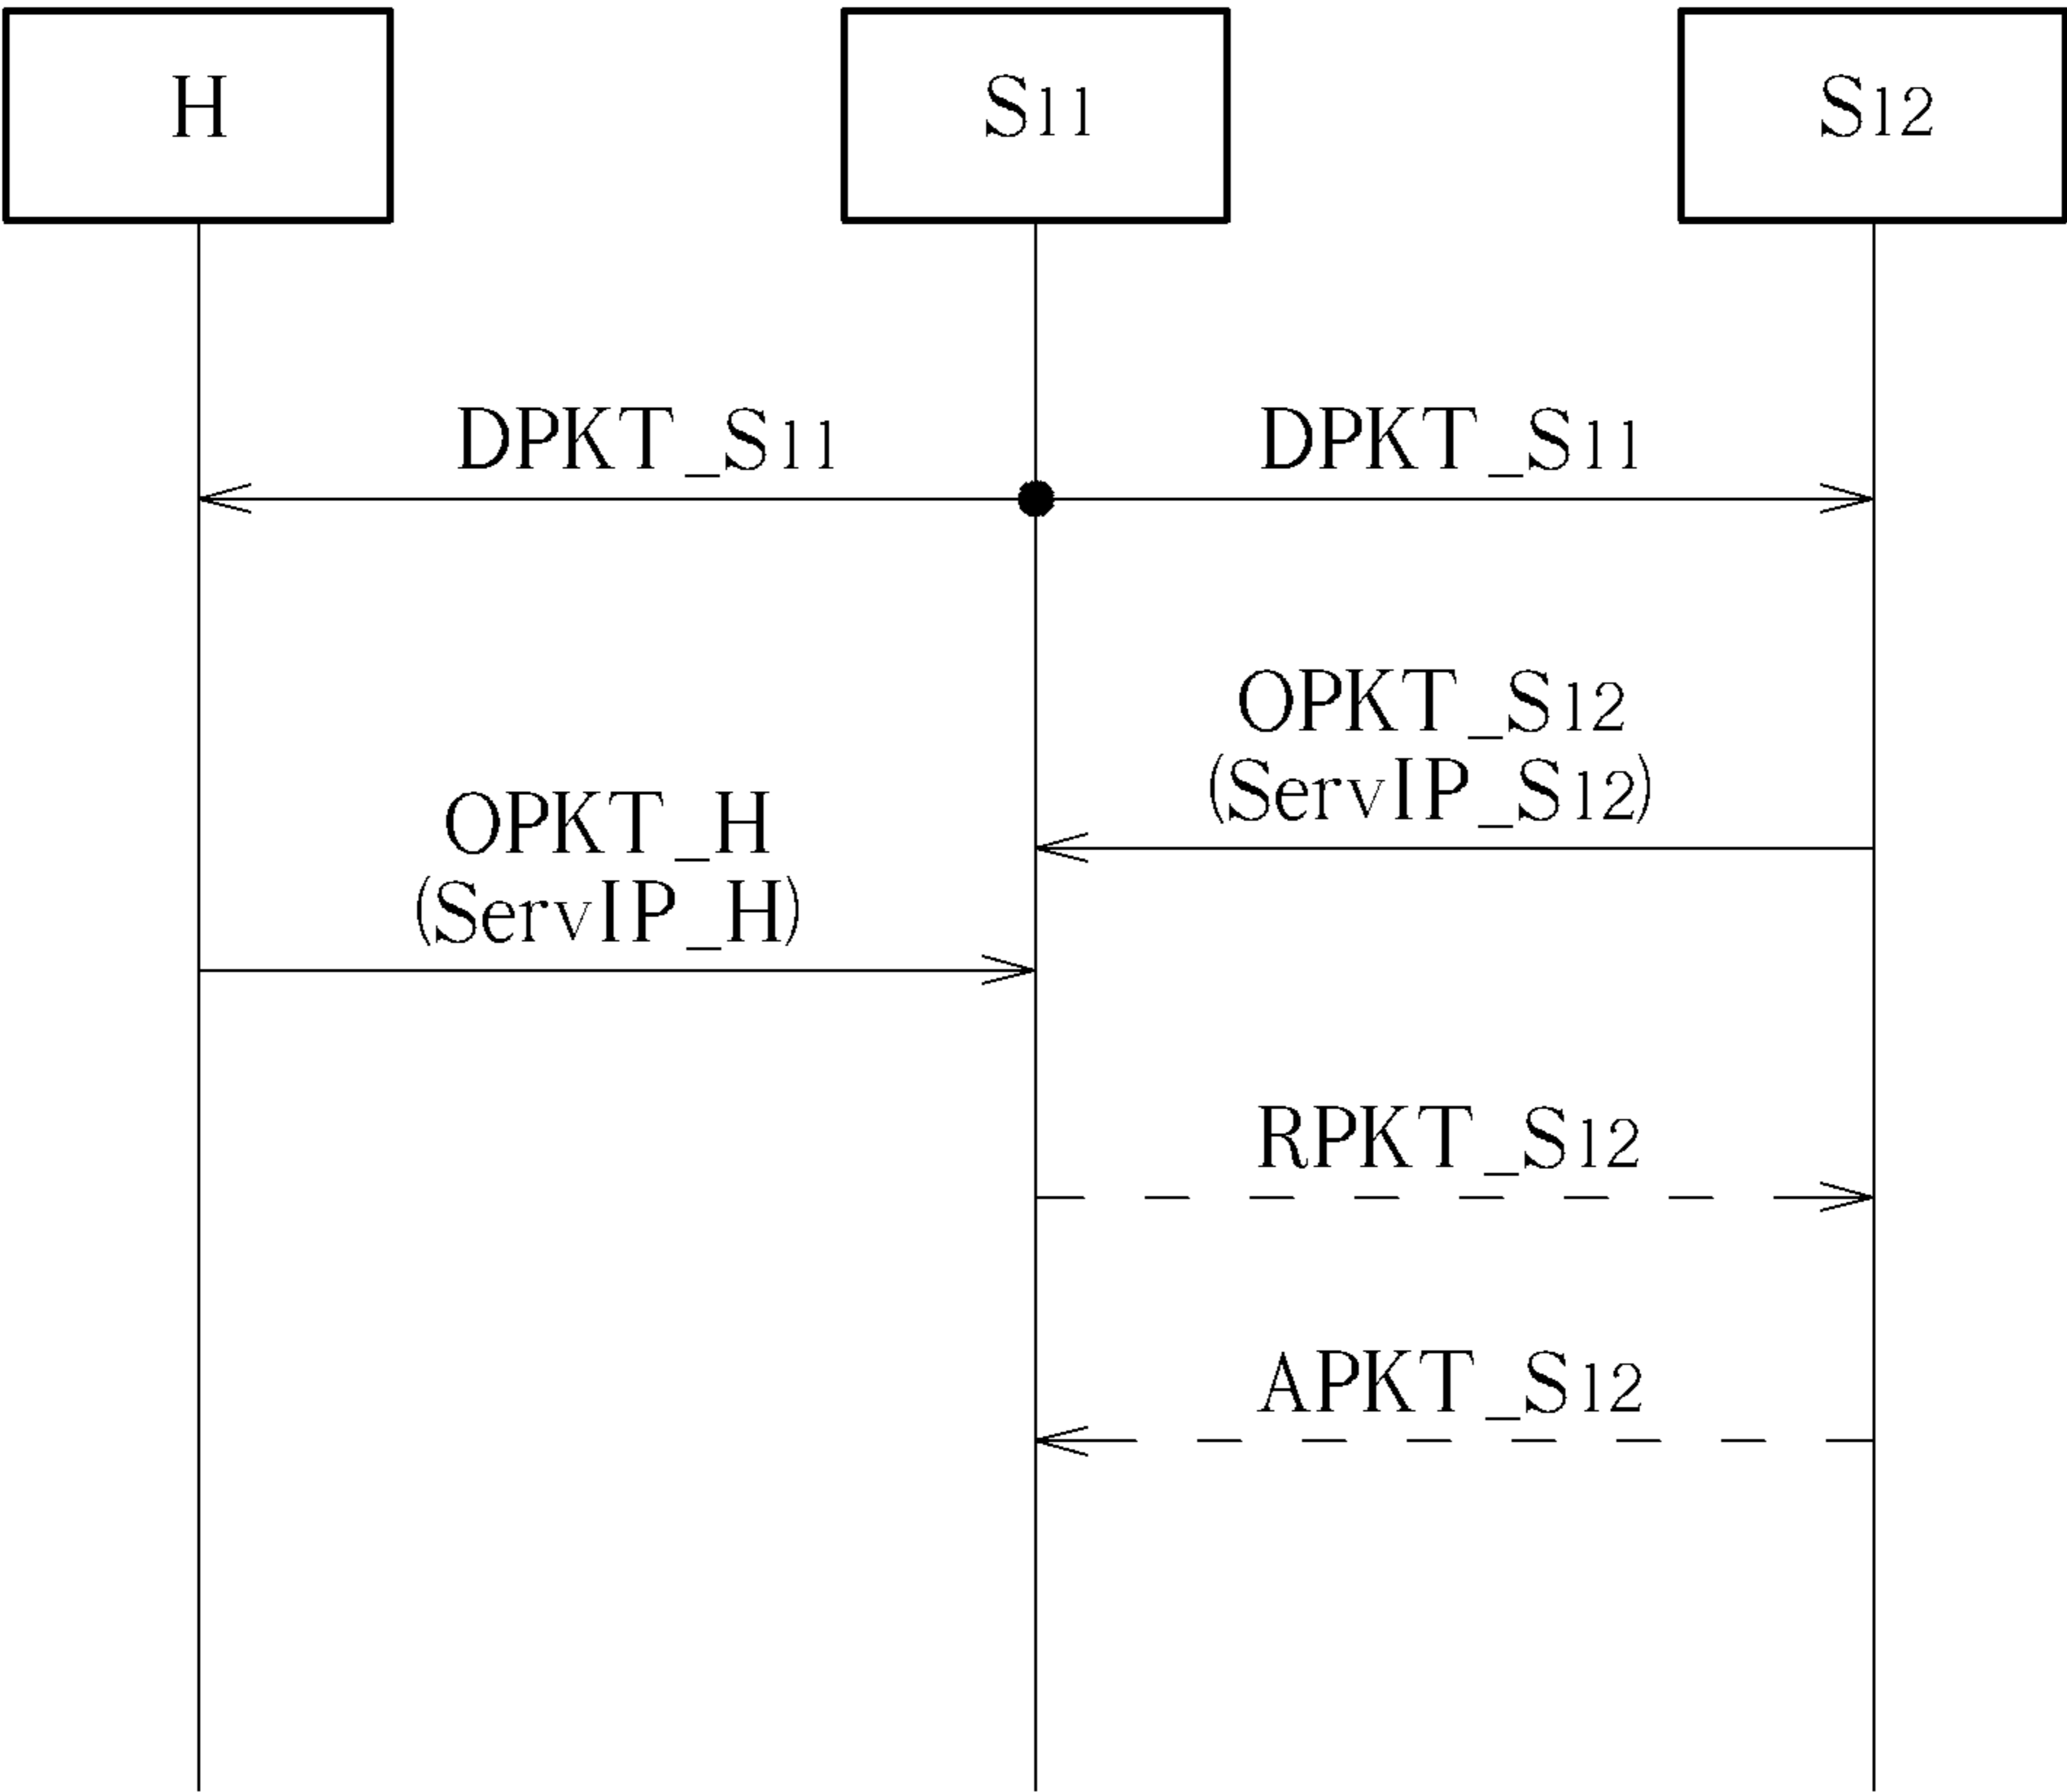 H
S11
S12
DPKT_S11
DPKT_S11
OPKT_S12
(ServIP_S12)
OPKT_H
(ServIP_H)
RPKT_S12
APKT_S12